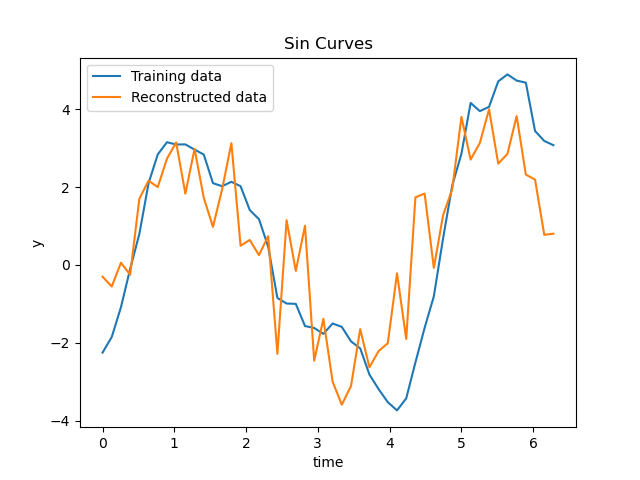 Sin Curves
Training data
Reconstructed data
y
4
2
0
−2
−4
0 1 2 3 4 5 6
time